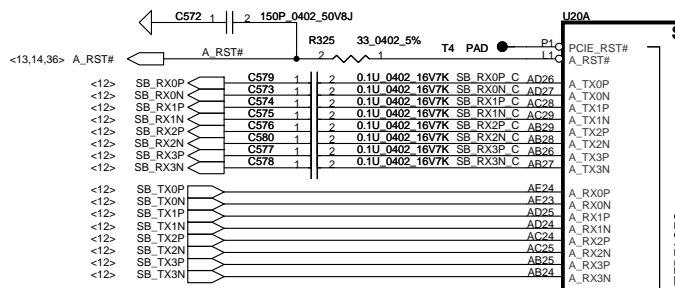 C572 1 2 150P_0402_50V8J
U20A
R325 33_0402_5%
T4 PAD P1 PCIE_RST#
<13,14,36> A_RST# A_RST# 2 1 L1 A_RST#
<12> SB_RX0P C579 1 2 0.1U_0402_16V7K SB_RX0P_C AD26 A_TX0P
<12> SB_RX0N C573 1 2 0.1U_0402_16V7K SB_RX0N_C AD27 A_TX0N
<12> SB_RX1P C574 1 2 0.1U_0402_16V7K SB_RX1P_C AC28 A_TX1P
<12> SB_RX1N C575 1 2 0.1U_0402_16V7K SB_RX1N_C AC29 A_TX1N
<12> SB_RX2P C576 1 2 0.1U_0402_16V7K SB_RX2P_C AB29 A_TX2P
<12> SB_RX2N C580 1 2 0.1U_0402_16V7K SB_RX2N_C AB28 A_TX2N
<12> SB_RX3P C577 1 2 0.1U_0402_16V7K SB_RX3P_C AB26 A_TX3P
<12> SB_RX3N C578 1 2 0.1U_0402_16V7K SB_RX3N_C AB27 A_TX3N
<12> SB_TX0P AE24 A_RX0P
<12> SB_TX0N AE23 A_RX0N
<12> SB_TX1P AD25 A_RX1P
<12> SB_TX1N AD24 A_RX1N
<12> SB_TX2P AC24 A_RX2P
<12> SB_TX2N AC25 A_RX2N
<12> SB_TX3P AB25 A_RX3P
<12> SB_TX3N AB24 A_RX3N